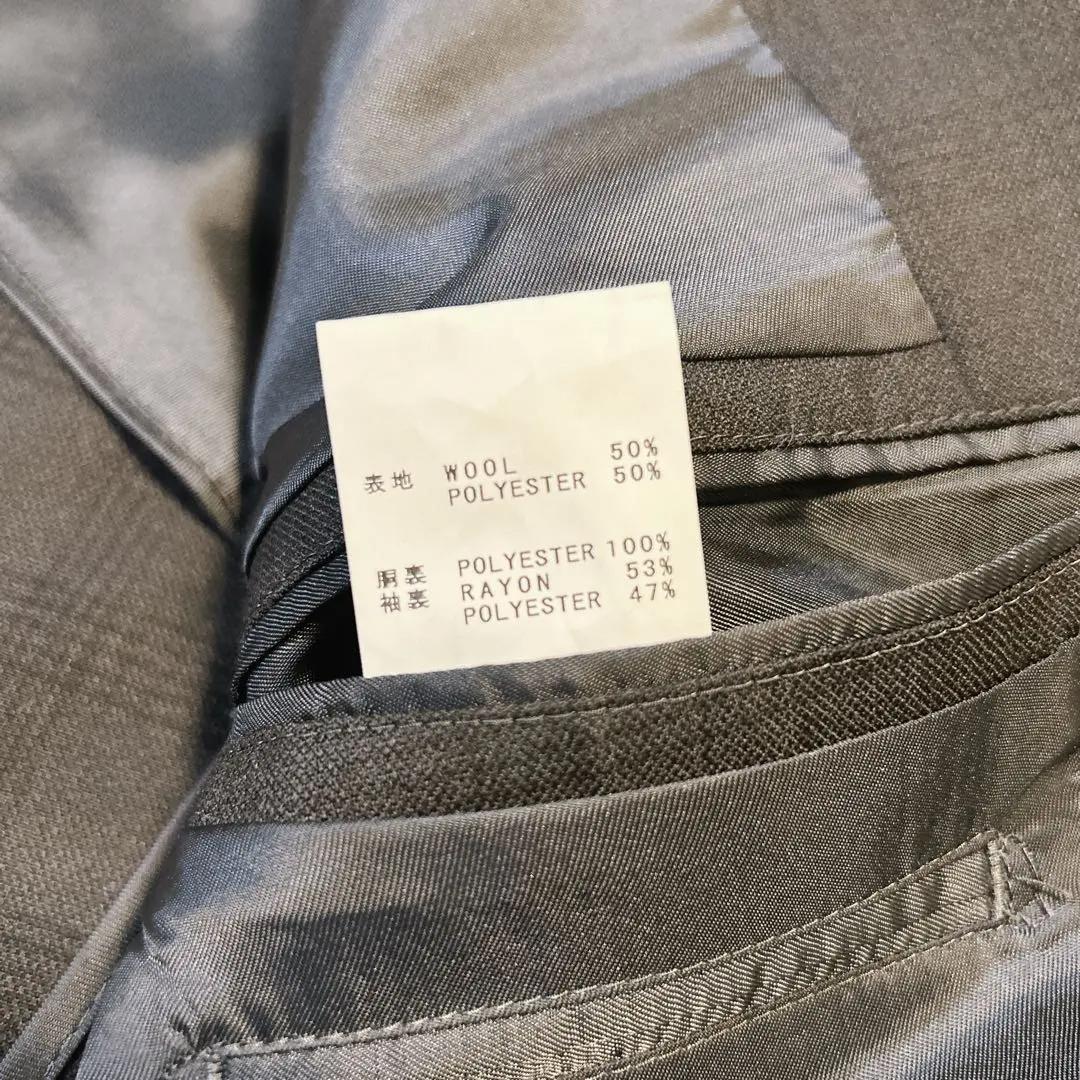 表地 WOOL 50%
POLYESTER 50%
胴裏 POLYESTER 100%
袖裏 RAYON 53%
POLYESTER 47%